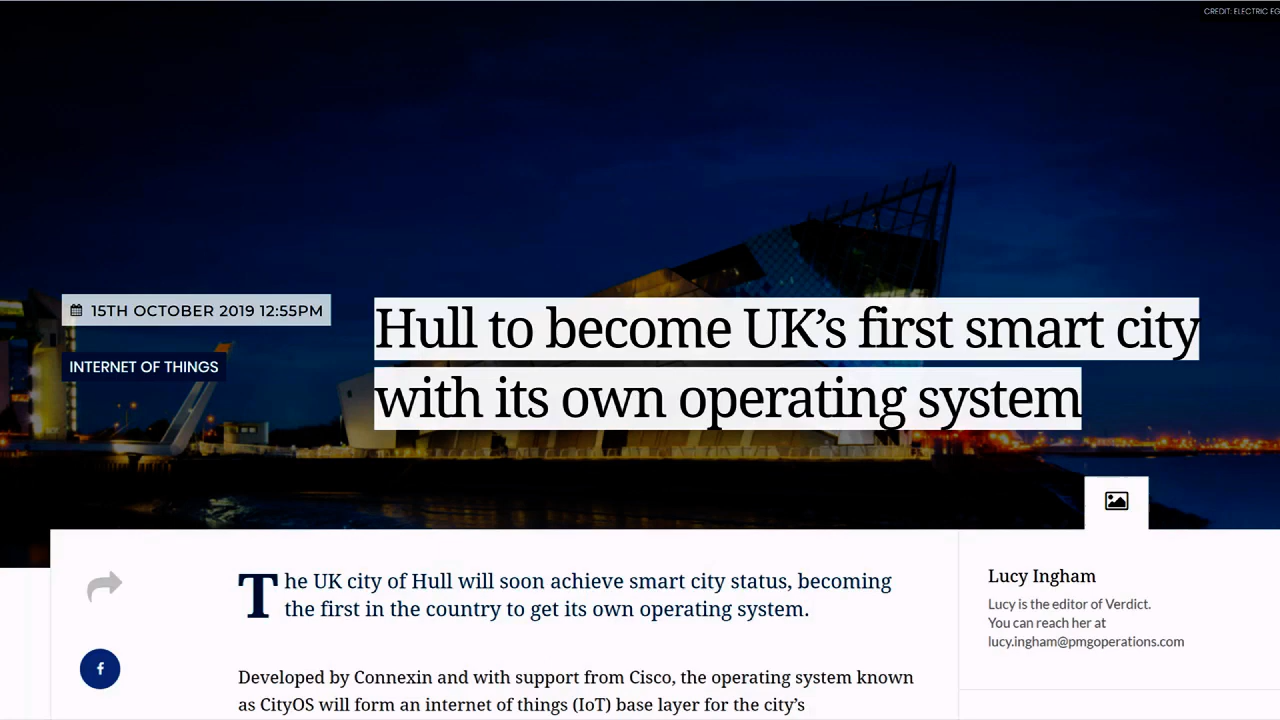 CREDIT: ELECTRIC EG
15TH OCTOBER 2019 12:55PM
INTERNET OF THINGS
Hull to become UK’s first smart city
with its own operating system
The UK city of Hull will soon achieve smart city status, becoming
the first in the country to get its own operating system.
Developed by Connexin and with support from Cisco, the operating system known
as CityOS will form an internet of things (IoT) base layer for the city’s
Lucy Ingham
Lucy is the editor of Verdict.
You can reach her at
lucy.ingham@pmgoperations.com